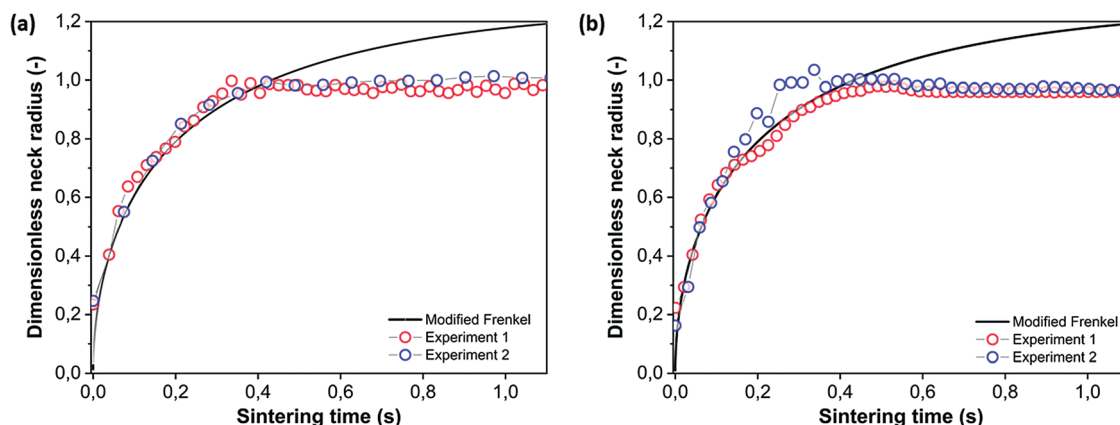 (a)
Dimensionless neck radius (-)
1,2
1,0
0,8
0,6
0,4
0,2
0,0
0,0 0,2 0,4 0,6 0,8 1,0
Sintering time (s)
Modified Frenkel
Experiment 1
Experiment 2
(b)
Dimensionless neck radius (-)
1,2
1,0
0,8
0,6
0,4
0,2
0,0
0,0 0,2 0,4 0,6 0,8 1,0
Sintering time (s)
Modified Frenkel
Experiment 1
Experiment 2